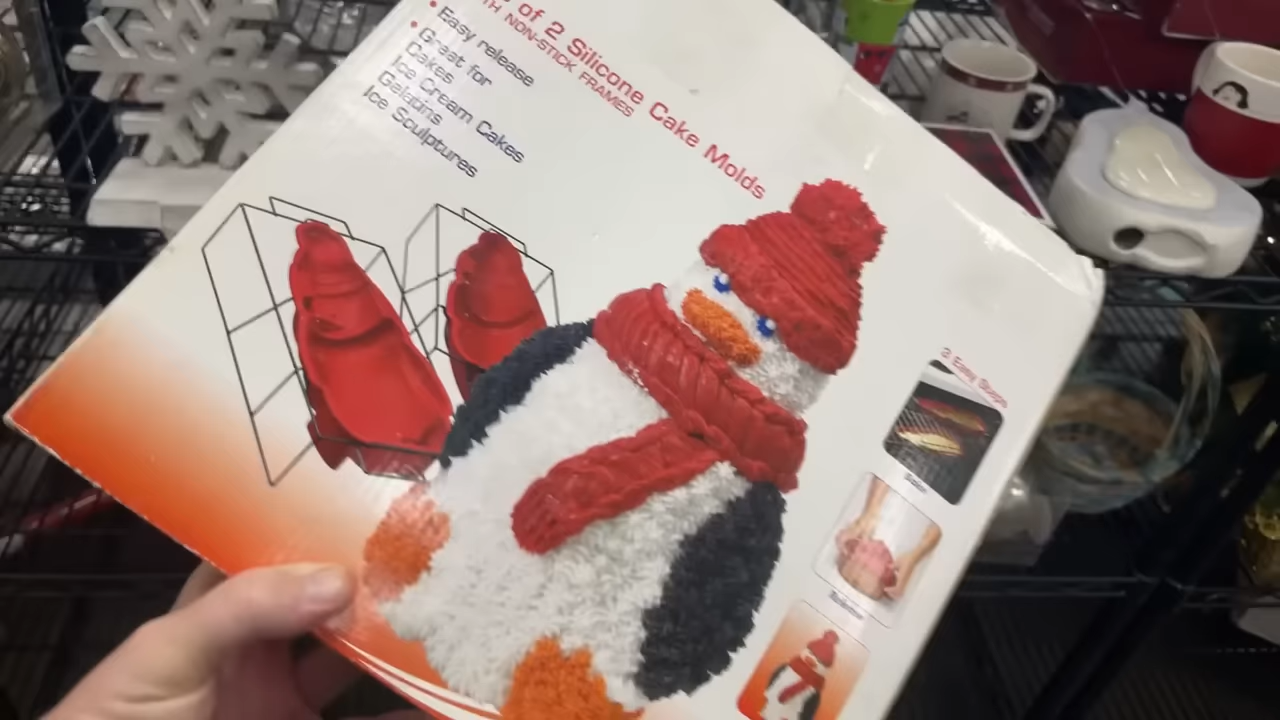 of 2 Silicone Cake Molds
NON-STICK FRAMES
• Easy release
• Great for
Cakes
Ice Cream Cakes
Gelatins
Ice Sculptures
3 Easy Steps